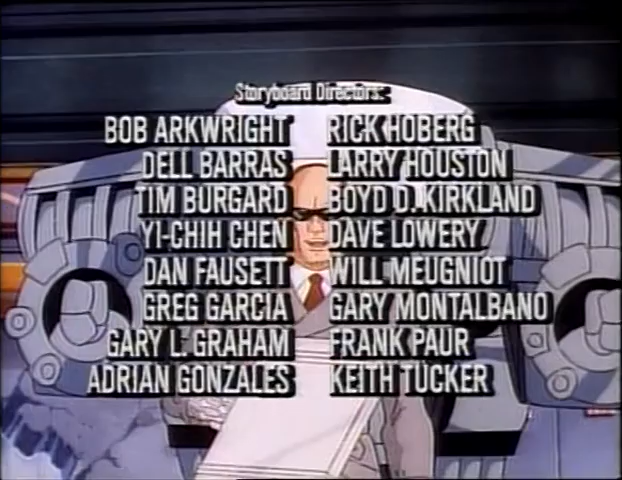 Storyboard Directors:
BOB ARKWRIGHT RICK HOBERG
DELL BARRAS LARRY HOUSTON
TIM BURGARD BOYD D. KIRKLAND
YI-CHIH CHEN DAVE LOWERY
DAN FAUSETT WILL MEUGNIOT
GREG GARCIA GARY MONTALBANO
GARY L. GRAHAM FRANK PAUR
ADRIAN GONZALES KEITH TUCKER